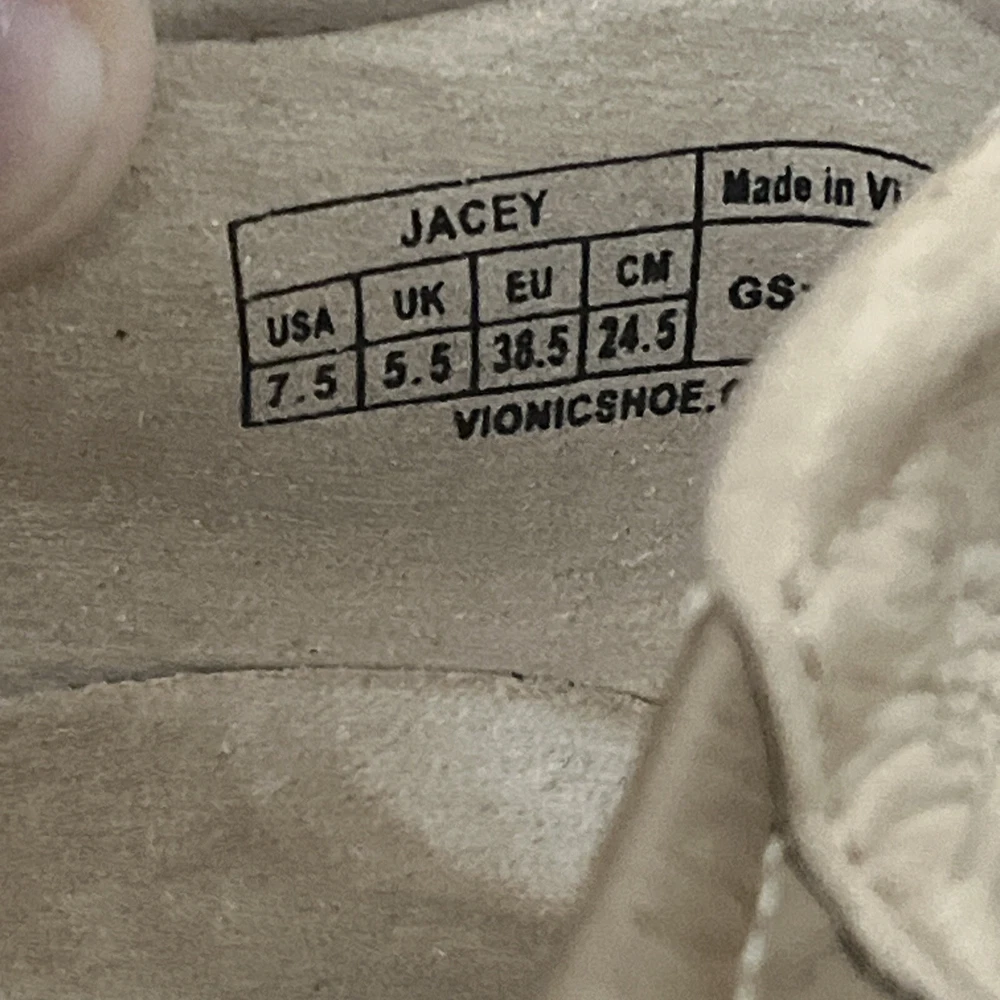 JACEY
Made in Vi
USA UK EU CM
GS
7.5 5.5 38.5 24.5
VIONICSHOE.